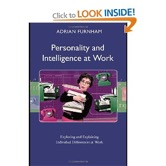 Click to LOOK INSIDE!
ADRIAN FURNHAM
Personality and
Intelligence at Work
Exploring and Explaining
Individual Differences at Work